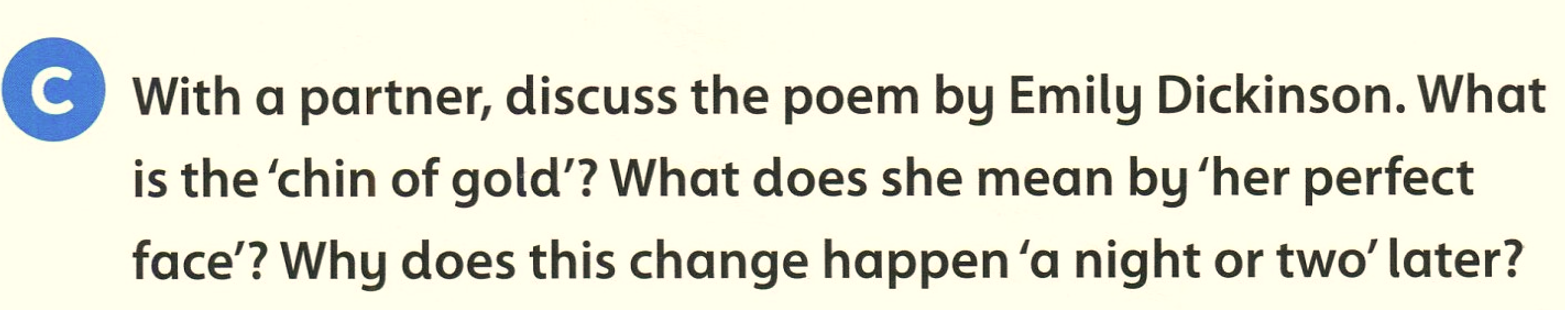 C With a partner, discuss the poem by Emily Dickinson. What
is the ‘chin of gold’? What does she mean by ‘her perfect
face’? Why does this change happen ‘a night or two’ later?